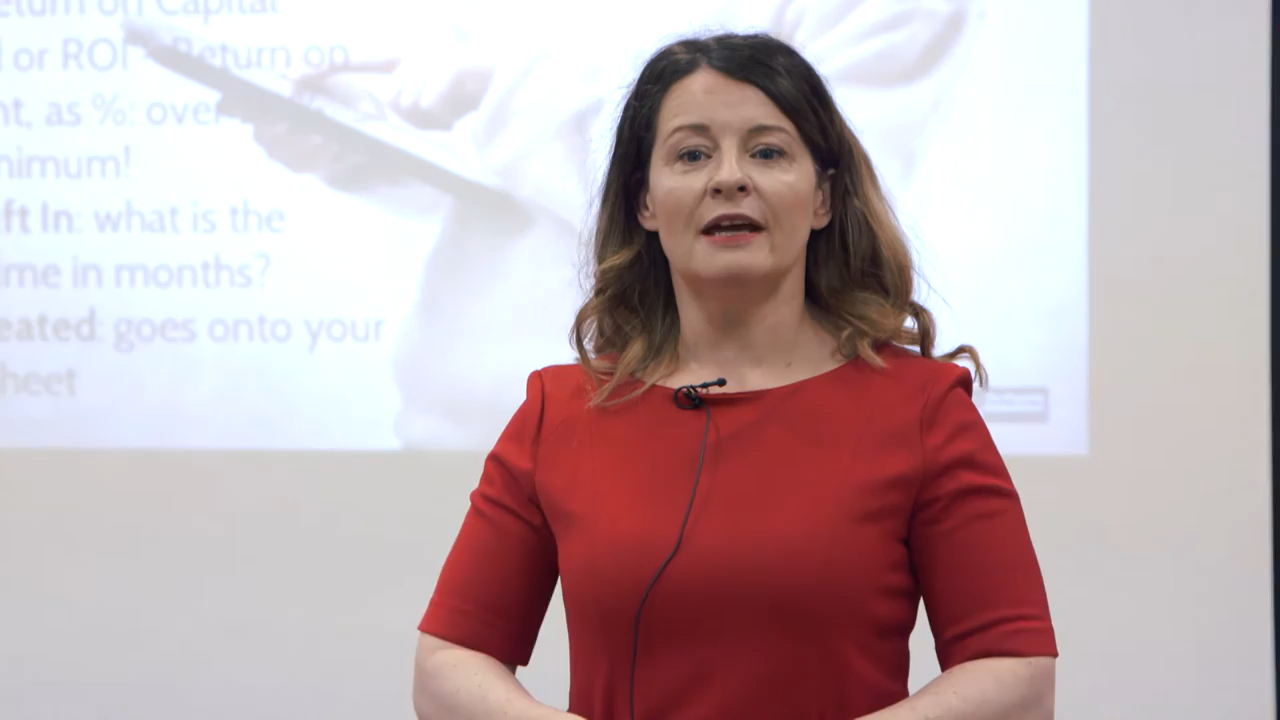 eturn on Capital
or ROI - Return on
nt, as %: over
nimum!
ft In: what is the
ime in months?
eated: goes onto your
heet